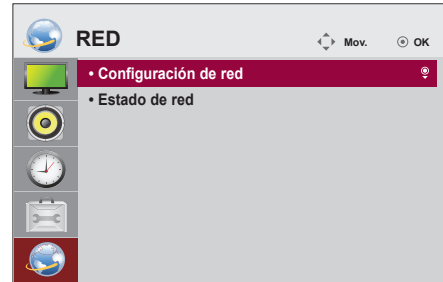 RED Mov. OK
• Configuración de red
• Estado de red